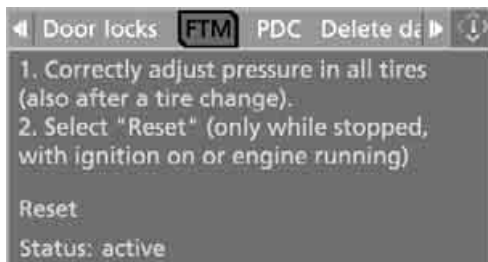 Door locks FTM PDC Delete da
1. Correctly adjust pressure in all tires
(also after a tire change).
2. Select "Reset" (only while stopped,
with ignition on or engine running)
Reset
Status: active